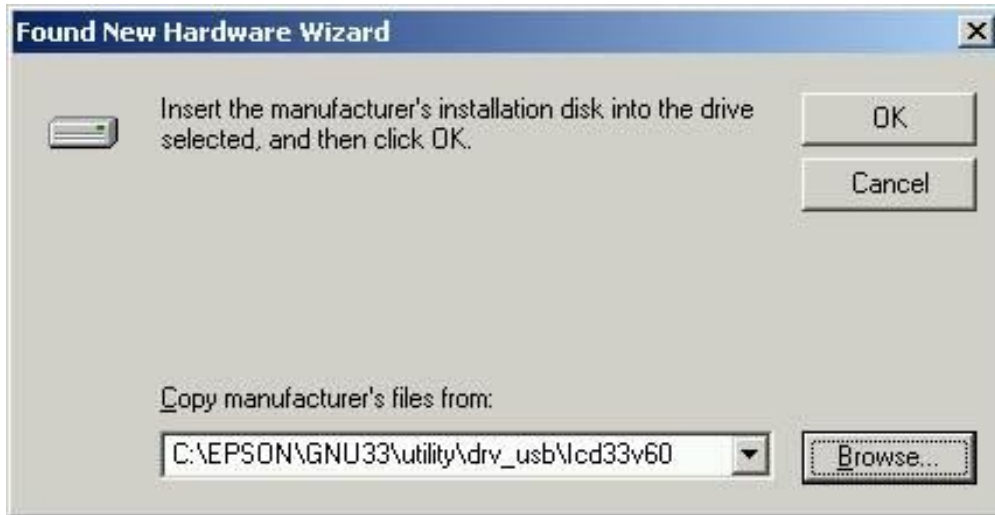 Found New Hardware Wizard
Insert the manufacturer's installation disk into the drive
selected, and then click OK.
OK
Cancel
Copy manufacturer's files from:
C:\EPSON\GNU33\utility\drv_usb\Icd33v60
Browse...